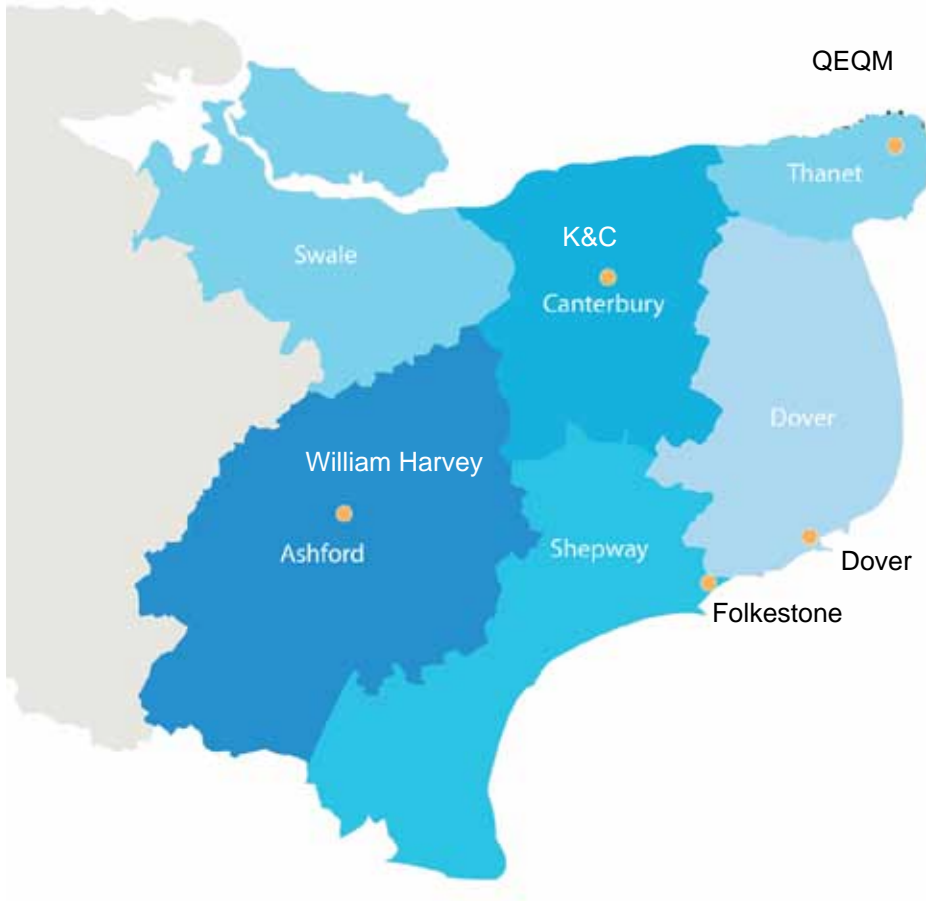 QEQM
Thanet
K&C
Swale
Canterbury
Dover
William Harvey
Ashford
Shepway
Dover
Folkestone